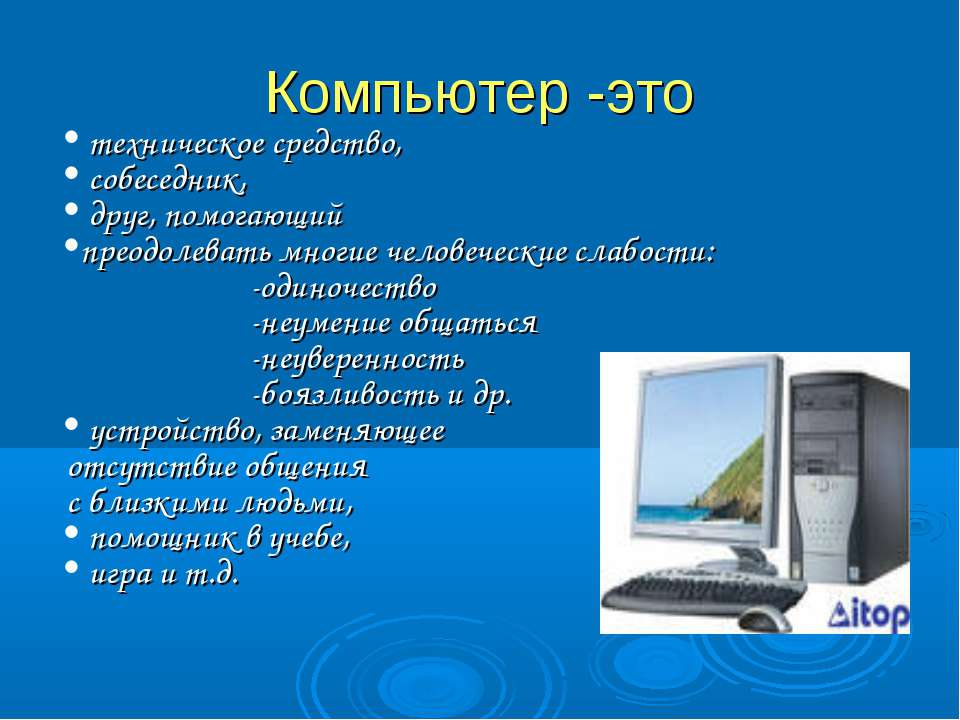 Компьютер -это
• техническое средство,
• собеседник,
• друг, помогающий
•преодолевать многие человеческие слабости:
-одиночество
-неумение общаться
-неуверенность
-боязливость и др.
• устройство, заменяющее
отсутствие общения
с близкими людьми,
• помощник в учебе,
• игра и т.д.
itop